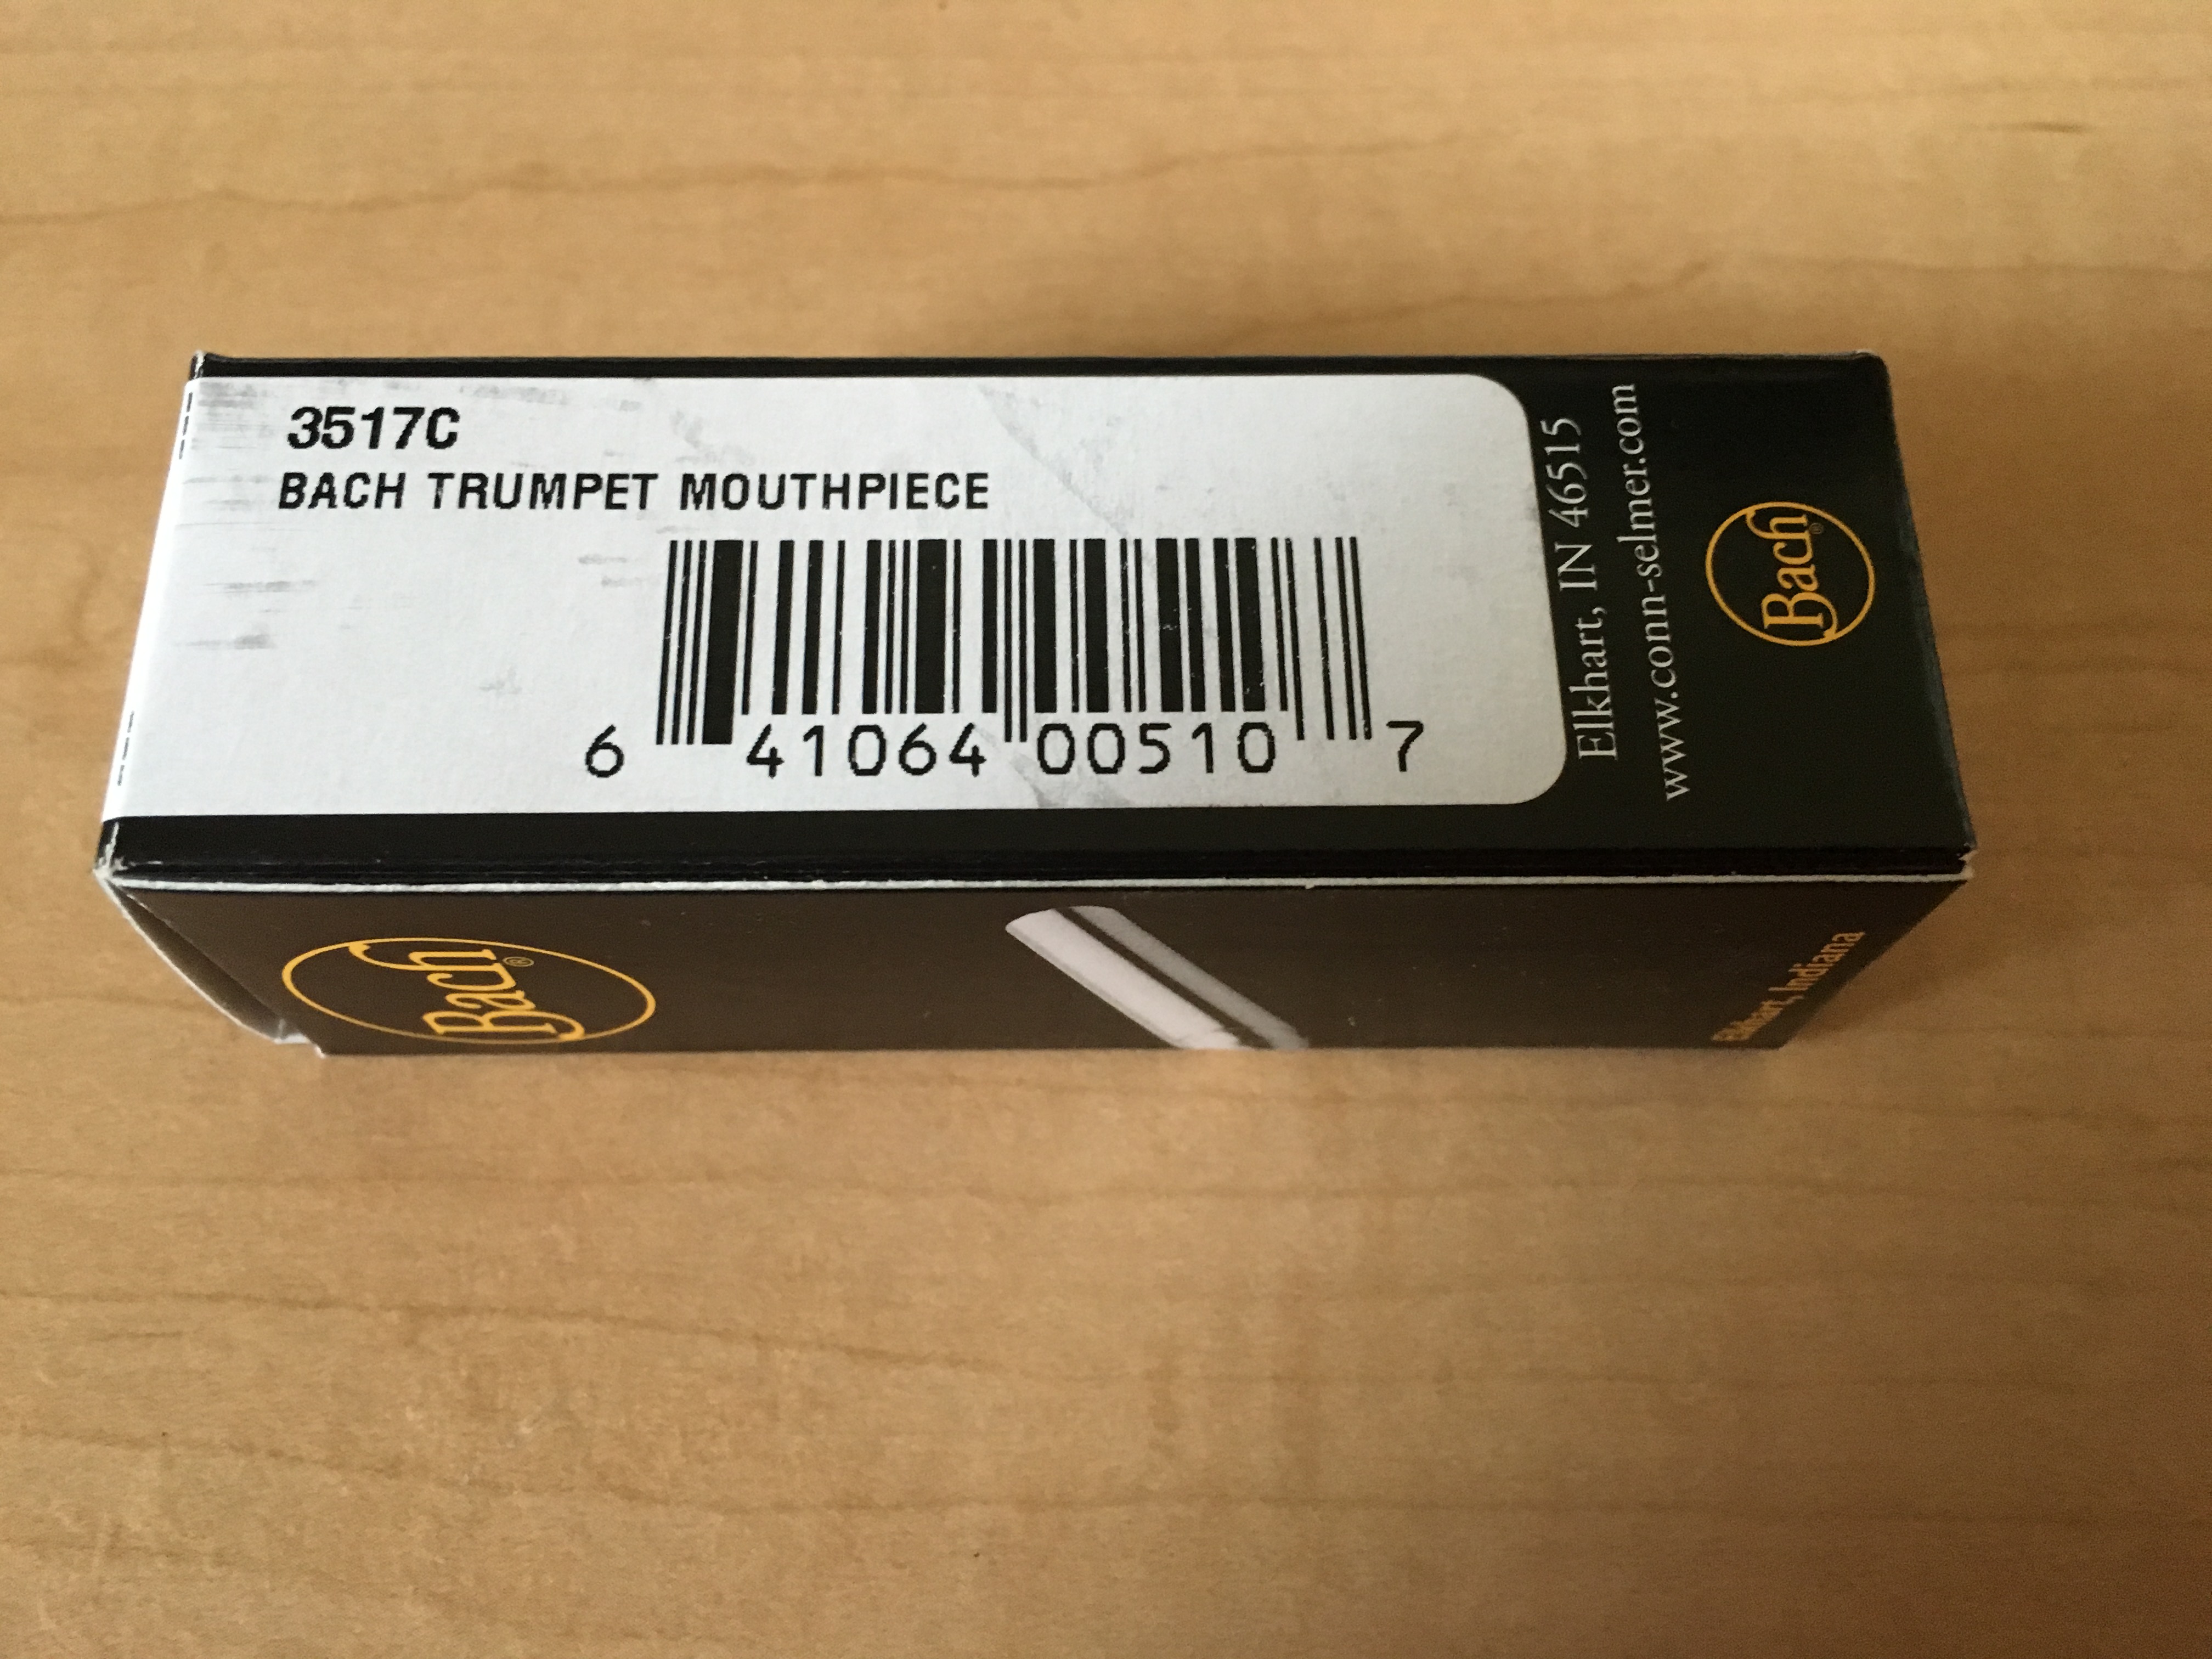 3517C
BACH TRUMPET MOUTHPIECE
6 41064 00510 7
Elkhart, IN 46515
www.conn-selmer.com
Bach®
Bach®
Elkhart, Indiana